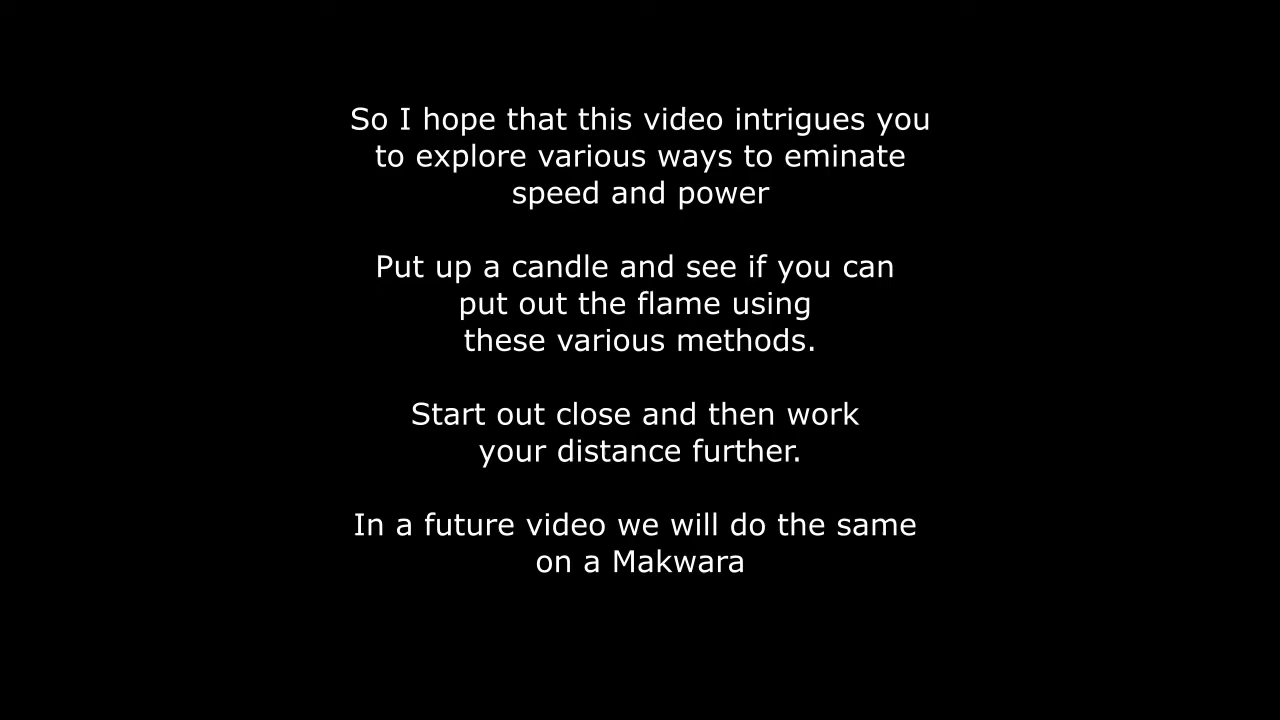 So I hope that this video intrigues you
to explore various ways to eminate
speed and power
Put up a candle and see if you can
put out the flame using
these various methods.
Start out close and then work
your distance further.
In a future video we will do the same
on a Makwara